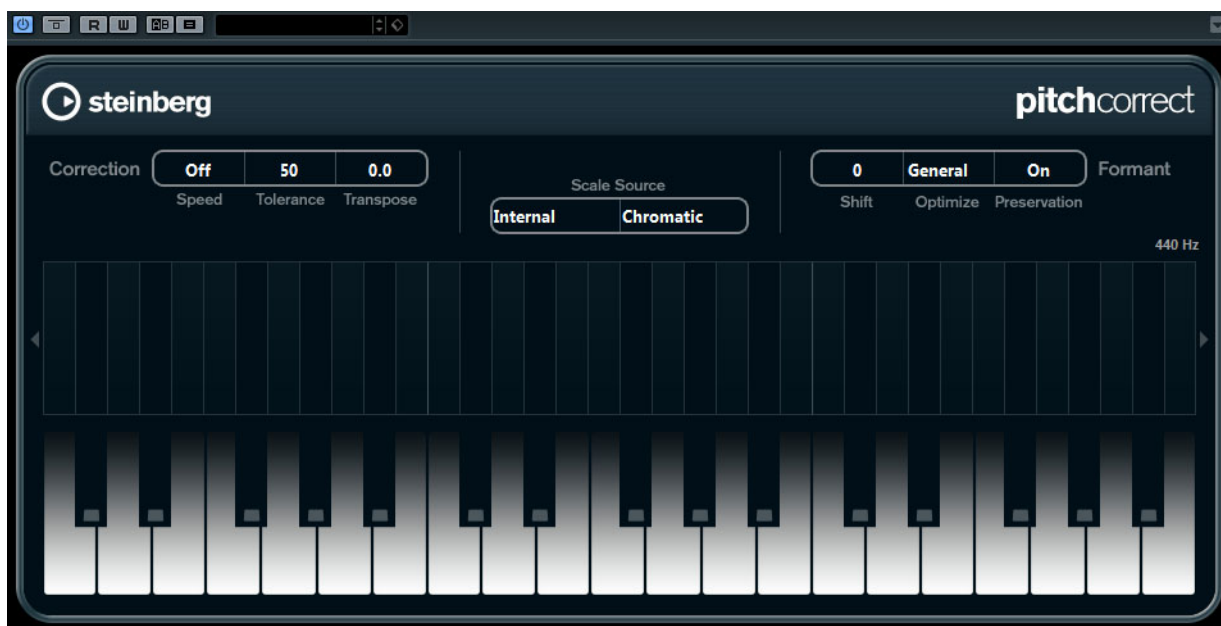 R W AB
steinberg
pitchcorrect
Correction Off 50 0.0
Speed Tolerance Transpose
Scale Source
Internal Chromatic
0 General On Formant
Shift Optimize Preservation
440 Hz